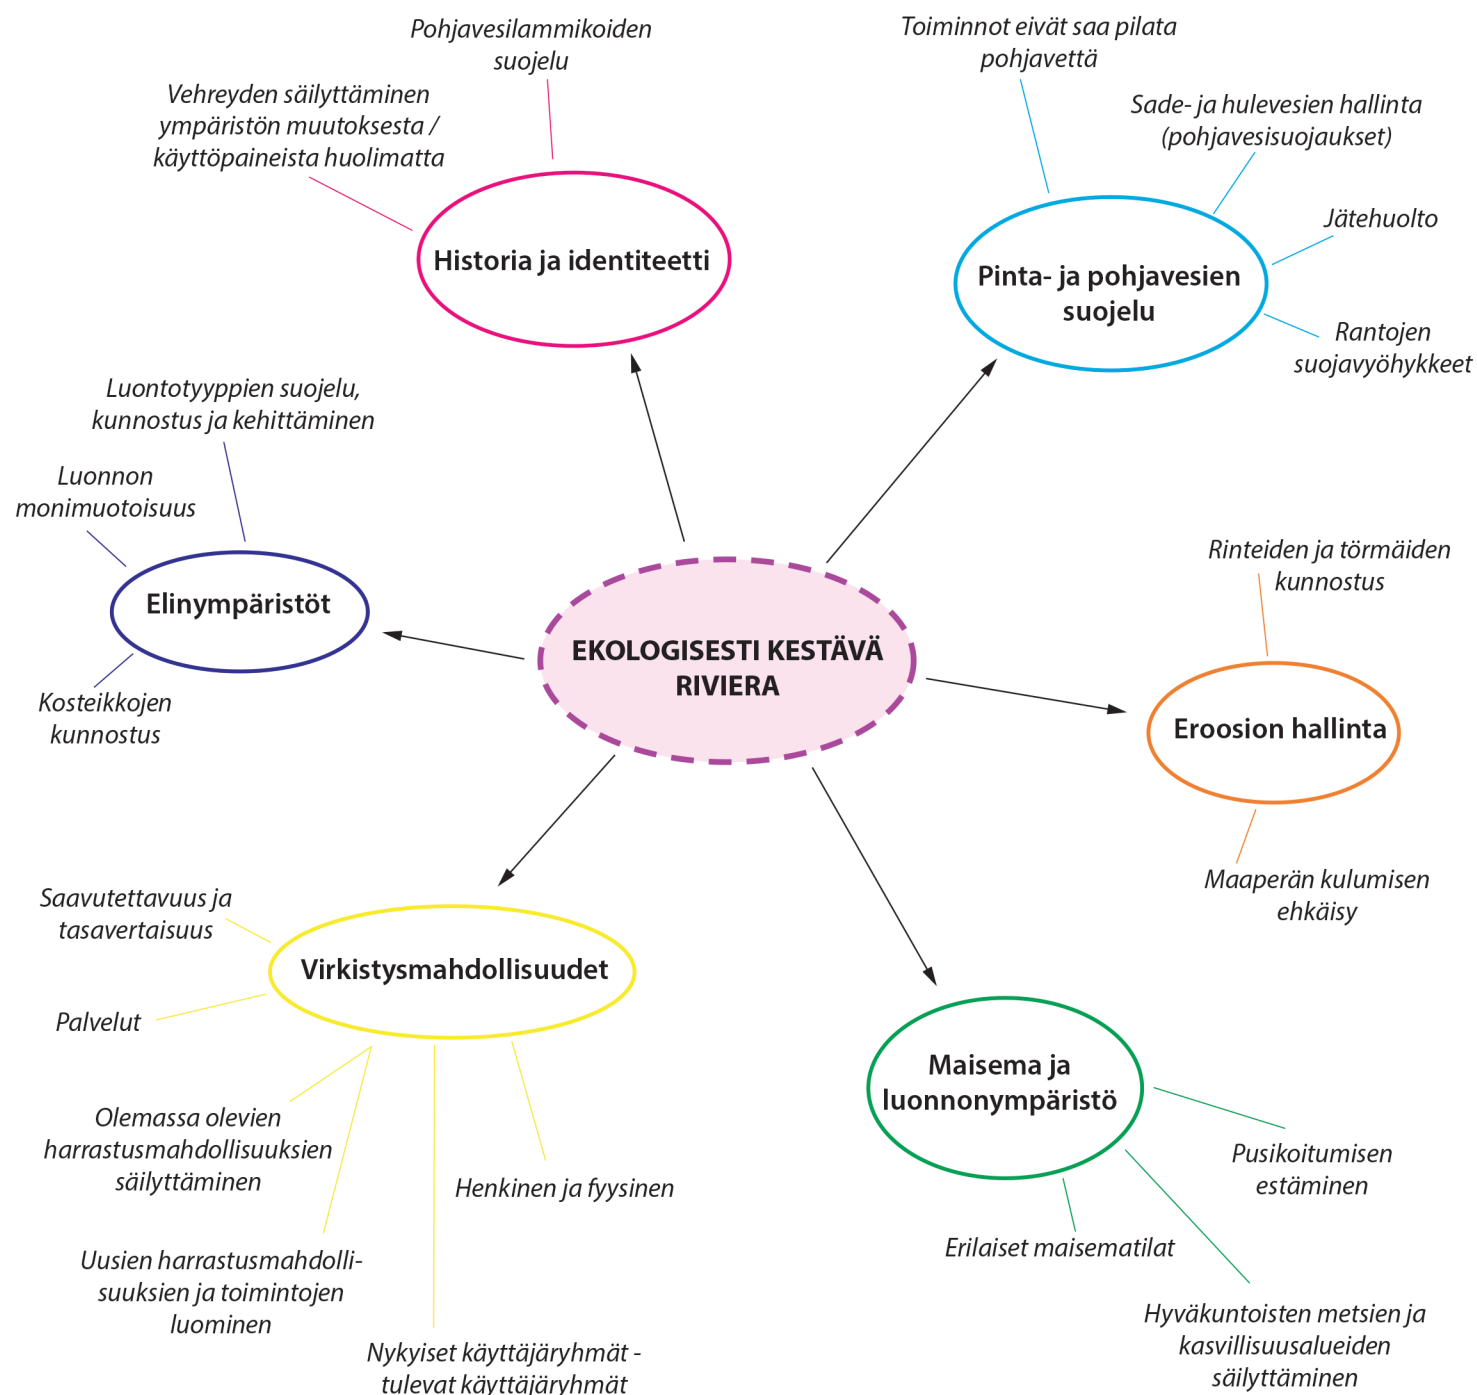 Pohjavesilammikoiden
suojelu
Vehreyden säilyttäminen
ympäristön muutoksesta /
käyttöpaineista huolimatta
Historia ja identiteetti
Toiminnot eivät saa pilata
pohjavettä
Sade- ja hulevesien hallinta
(pohjavesisuojaukset)
Jätehuolto
Rantojen
suojavyöhykkeet
Pinta- ja pohjavesien
suojelu
Luontotyyppien suojelu,
kunnostus ja kehittäminen
Luonnon
monimuotoisuus
Elinympäristöt
Kosteikkojen
kunnostus
EKOLOGISESTI KESTÄVÄ
RIVIERA
Rinteiden ja törmäiden
kunnostus
Eroosion hallinta
Maaperän kulumisen
ehkäisy
Saavutettavuus ja
tasavertaisuus
Virkistysmahdollisuudet
Palvelut
Olemassa olevien
harrastusmahdollisuuksien
säilyttäminen
Uusien harrastusmahdolli-
suuksien ja toimintojen
luominen
Henkinen ja fyysinen
Nykyiset käyttäjäryhmät -
tulevat käyttäjäryhmät
Maisema ja
luonnonympäristö
Pusikoitumisen
estäminen
Erilaiset maisematilat
Hyväkuntoisten metsien ja
kasvillisuusalueiden
säilyttäminen